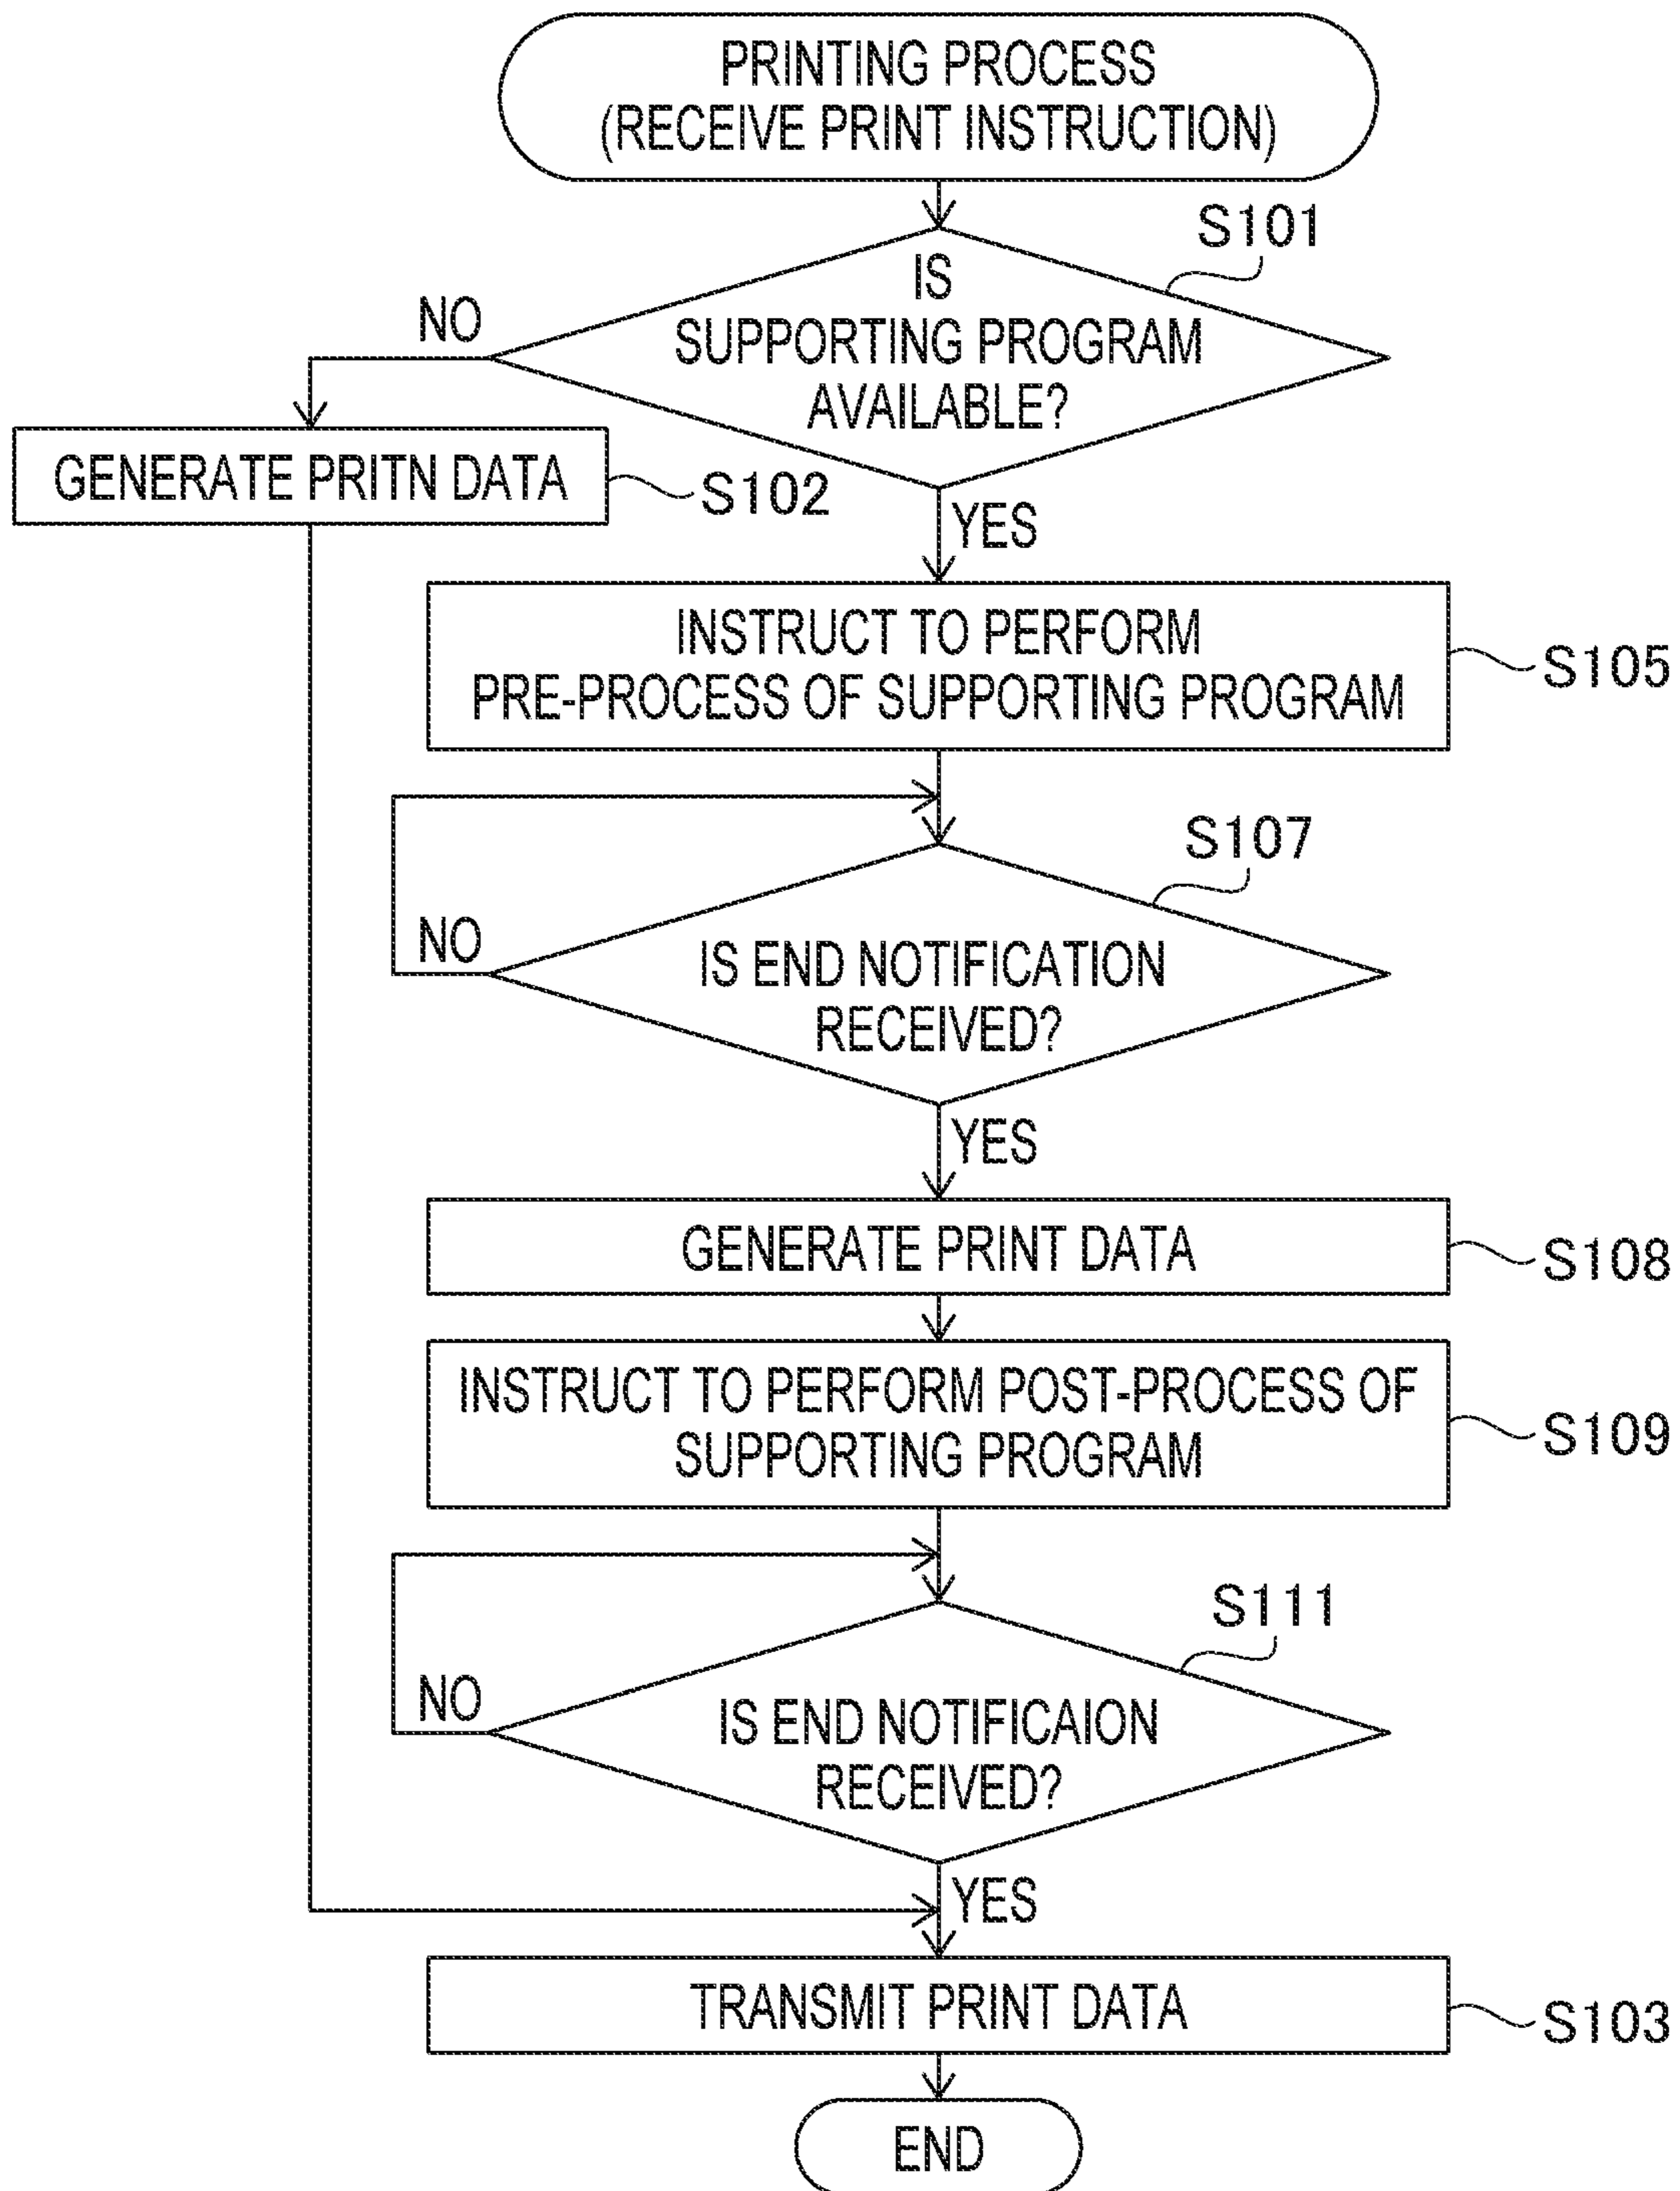 PRINTING PROCESS
(RECEIVE PRINT INSTRUCTION)
S101
IS
SUPPORTING PROGRAM
AVAILABLE?
NO
GENERATE PRITN DATA
S102
YES
INSTRUCT TO PERFORM
PRE-PROCESS OF SUPPORTING PROGRAM
S105
S107
NO
IS END NOTIFICATION
RECEIVED?
YES
GENERATE PRINT DATA
S108
INSTRUCT TO PERFORM POST-PROCESS OF
SUPPORTING PROGRAM
S109
S111
NO
IS END NOTIFICAION
RECEIVED?
YES
TRANSMIT PRINT DATA
S103
END